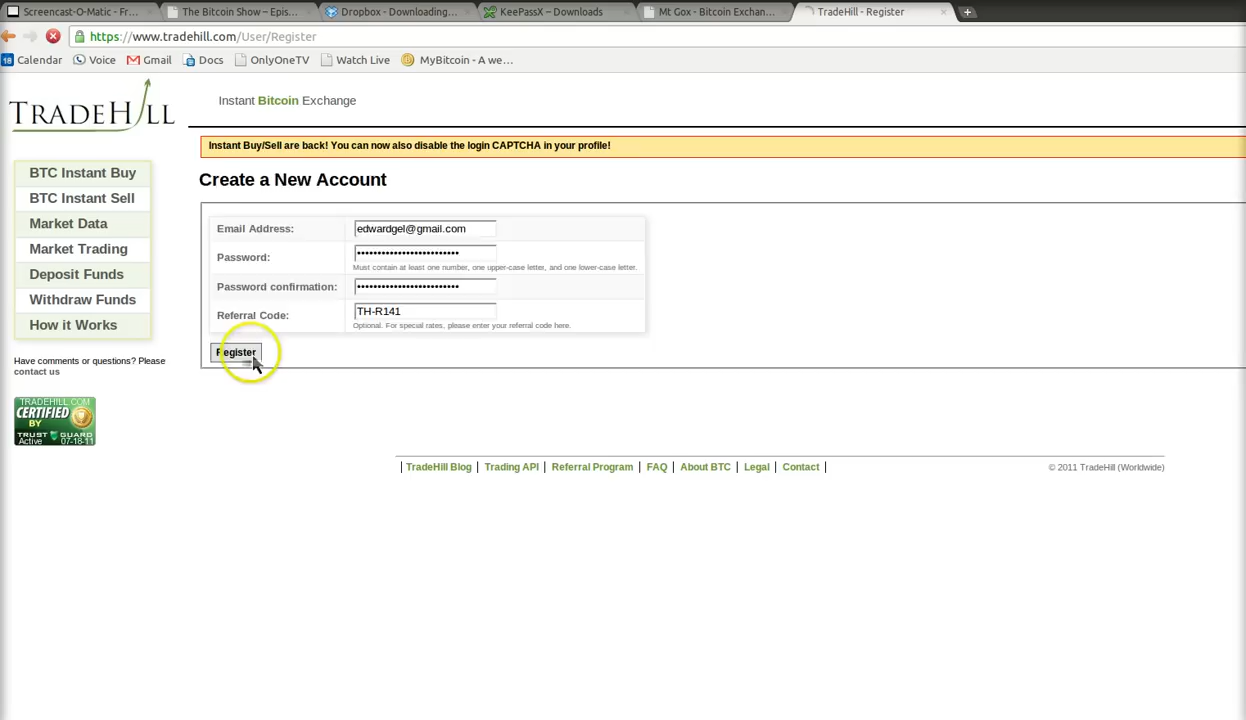 Screencast-O-Matic - Fr...
The Bitcoin Show – Epis...
Dropbox - Downloading...
KeePassX – Downloads
Mt Gox - Bitcoin Exchan...
TradeHill - Register
https://www.tradehill.com/User/Register
18 Calendar
Voice
Gmail
Docs
OnlyOneTV
Watch Live
MyBitcoin - A we...
TRADEHILL
Instant Bitcoin Exchange
Instant Buy/Sell are back! You can now also disable the login CAPTCHA in your profile!
BTC Instant Buy
BTC Instant Sell
Market Data
Market Trading
Deposit Funds
Withdraw Funds
How it Works
Have comments or questions? Please
contact us
TRADEHILL.COM
CERTIFIED
BY
TRUST GUARD
Active 07-18-11
Create a New Account
Email Address: edwardgel@gmail.com
Password: ••••••••••••••••••••••••••
Must contain at least one number, one upper-case letter, and one lower-case letter.
Password confirmation: ••••••••••••••••••••••••••
Referral Code: TH-R141
Optional. For special rates, please enter your referral code here.
Register
TradeHill Blog | Trading API | Referral Program | FAQ | About BTC | Legal | Contact |
© 2011 TradeHill (Worldwide)